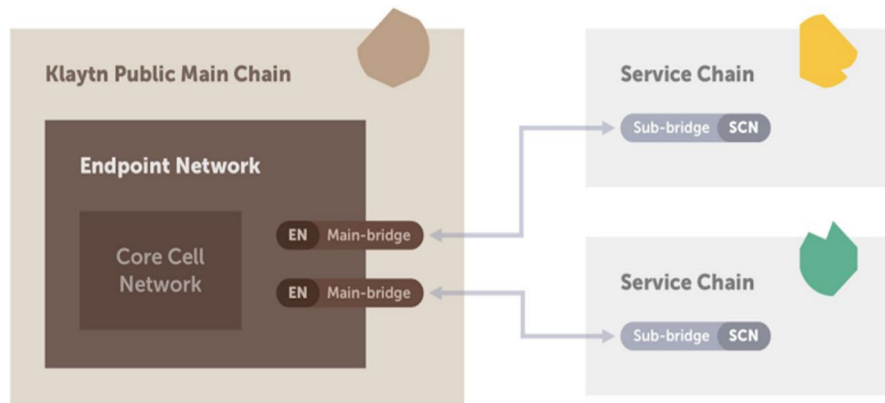 Klaytn Public Main Chain
Endpoint Network
Core Cell
Network
EN Main-bridge
EN Main-bridge
Service Chain
Sub-bridge SCN
Service Chain
Sub-bridge SCN